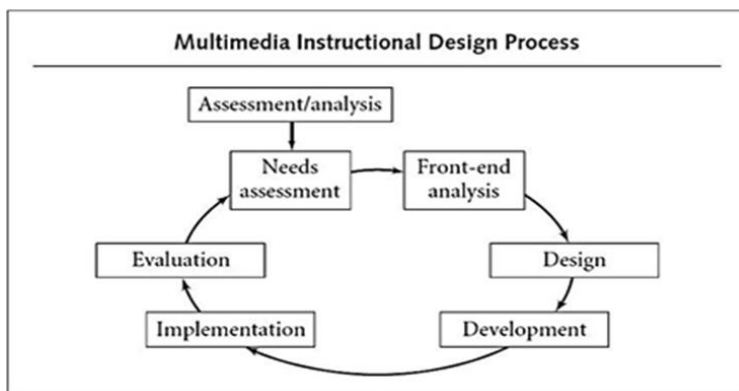 Multimedia Instructional Design Process
Assessment/analysis
Needs
assessment
Front-end
analysis
Evaluation
Design
Implementation
Development